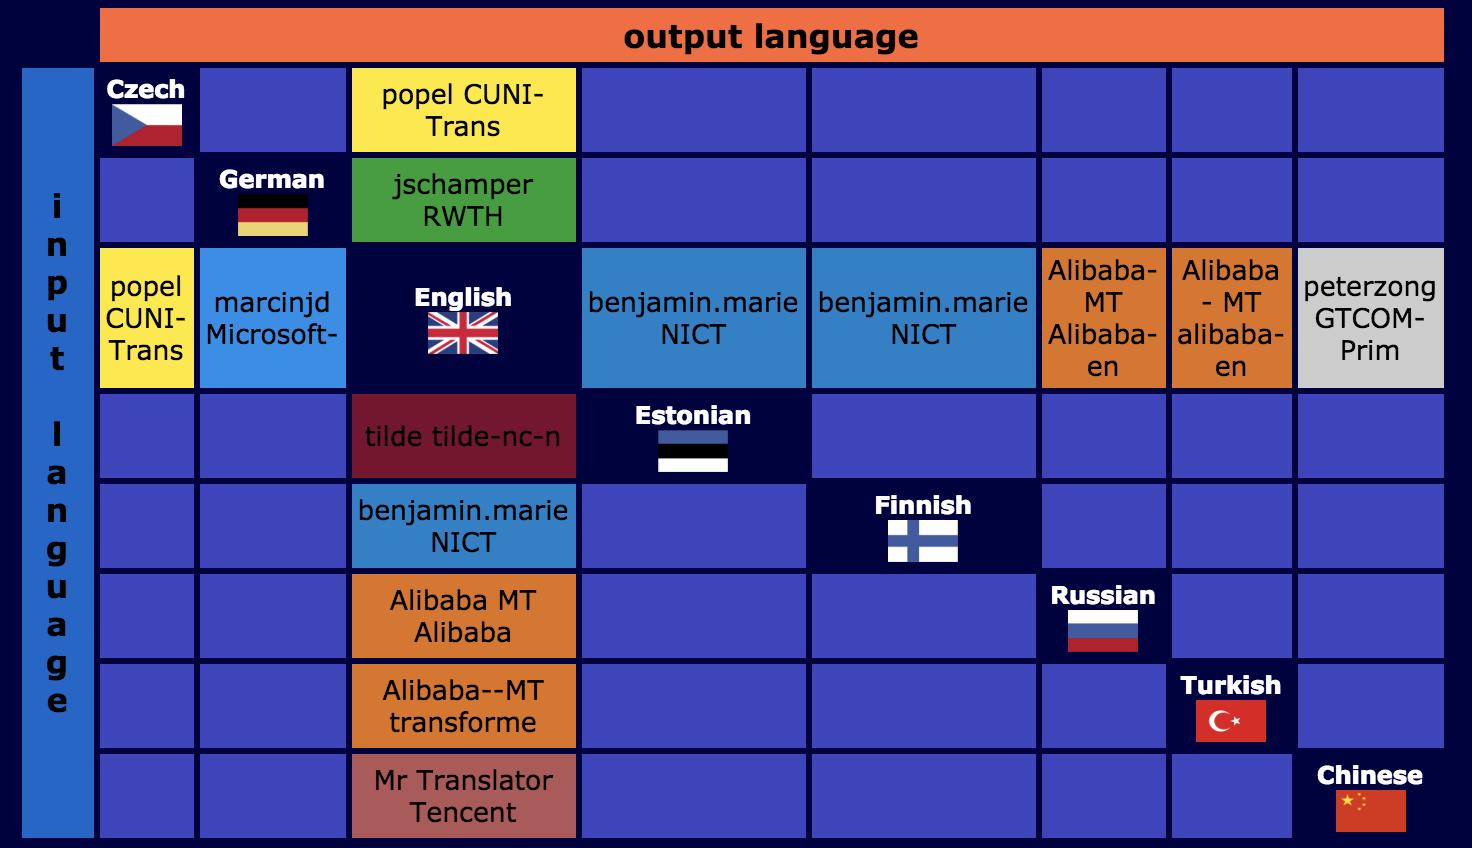 output language
input language
Czech
popel CUNI-
Trans
German
jschamper
RWTH
popel
CUNI-
Trans
marcinjd
Microsoft-
English
benjamin.marie
NICT
benjamin.marie
NICT
Alibaba-
MT
Alibaba-
en
Alibaba
- MT
alibaba-
en
peterzong
GTCOM-
Prim
tilde tilde-nc-n
Estonian
benjamin.marie
NICT
Finnish
Alibaba MT
Alibaba
Russian
Alibaba--MT
transforme
Turkish
Mr Translator
Tencent
Chinese